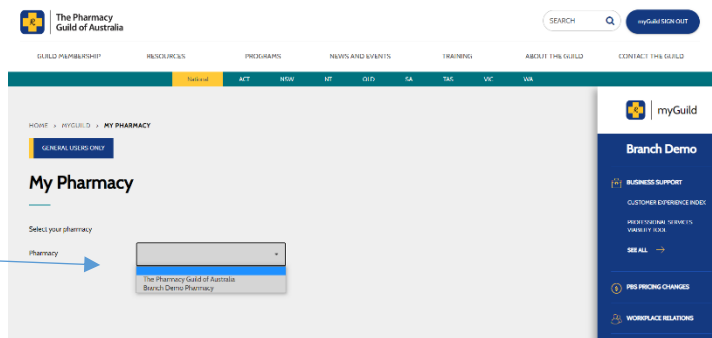 The Pharmacy
Guild of Australia
SEARCH
myGuild SIGN OUT
GUILD MEMBERSHIP RESOURCES PROGRAMS NEWS AND EVENTS TRAINING ABOUT THE GUILD CONTACT THE GUILD
National ACT NSW NT QLD SA TAS VIC WA
HOME > MYGUILD > MY PHARMACY
GENERAL USERS ONLY
My Pharmacy
Select your pharmacy
Pharmacy
The Pharmacy Guild of Australia
Branch Demo Pharmacy
myGuild
Branch Demo
BUSINESS SUPPORT
CUSTOMER EXPERIENCE INDEX
PROFESSIONAL SERVICES
VIABILITY TOOL
SEE ALL →
PBS PRICING CHANGES
WORKPLACE RELATIONS